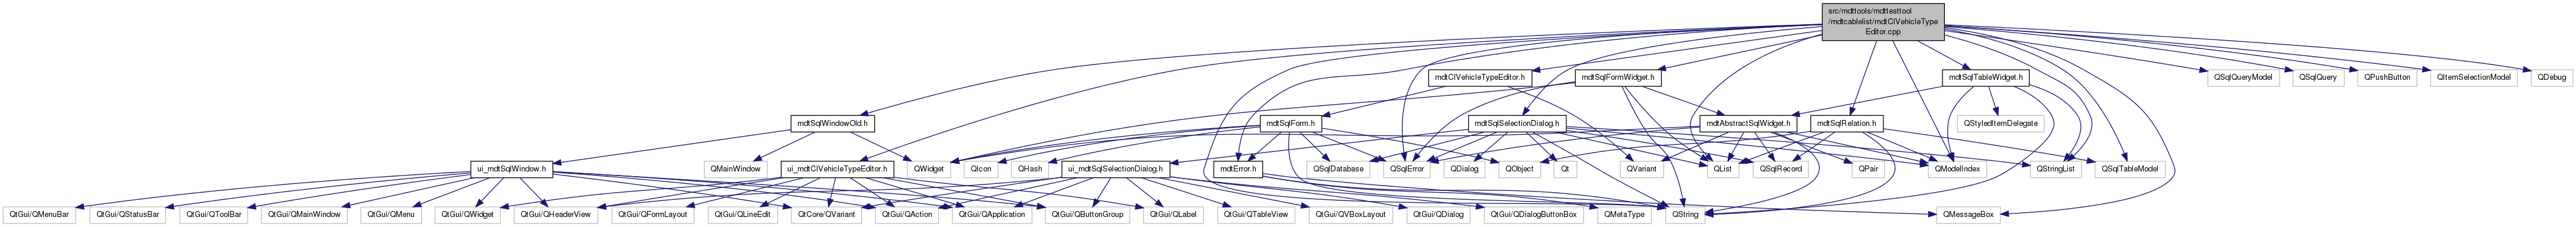 src/mdttools/mdttesttool
/mdtcablelist/mdtClVehicleType
Editor.cpp
mdtClVehicleTypeEditor.h
mdtSqlFormWidget.h
mdtSqlTableWidget.h
QSqlQueryModel
QSqlQuery
QPushButton
QItemSelectionModel
QDebug
mdtSqlWindowOld.h
mdtSqlForm.h
mdtSqlSelectionDialog.h
mdtAbstractSqlWidget.h
mdtSqlRelation.h
QStyledItemDelegate
ui_mdtSqlWindow.h
QMainWindow
ui_mdtClVehicleTypeEditor.h
QWidget
QIcon
QHash
ui_mdtSqlSelectionDialog.h
mdtError.h
QSqlDatabase
QSqlError
QDialog
QObject
Qt
QVariant
QList
QSqlRecord
QPair
QModelIndex
QStringList
QSqlTableModel
QtGui/QMenuBar
QtGui/QStatusBar
QtGui/QToolBar
QtGui/QMainWindow
QtGui/QMenu
QtGui/QWidget
QtGui/QHeaderView
QtGui/QFormLayout
QtGui/QLineEdit
QtCore/QVariant
QtGui/QAction
QtGui/QApplication
QtGui/QButtonGroup
QtGui/QLabel
QtGui/QTableView
QtGui/QVBoxLayout
QtGui/QDialog
QtGui/QDialogButtonBox
QMetaType
QString
QMessageBox